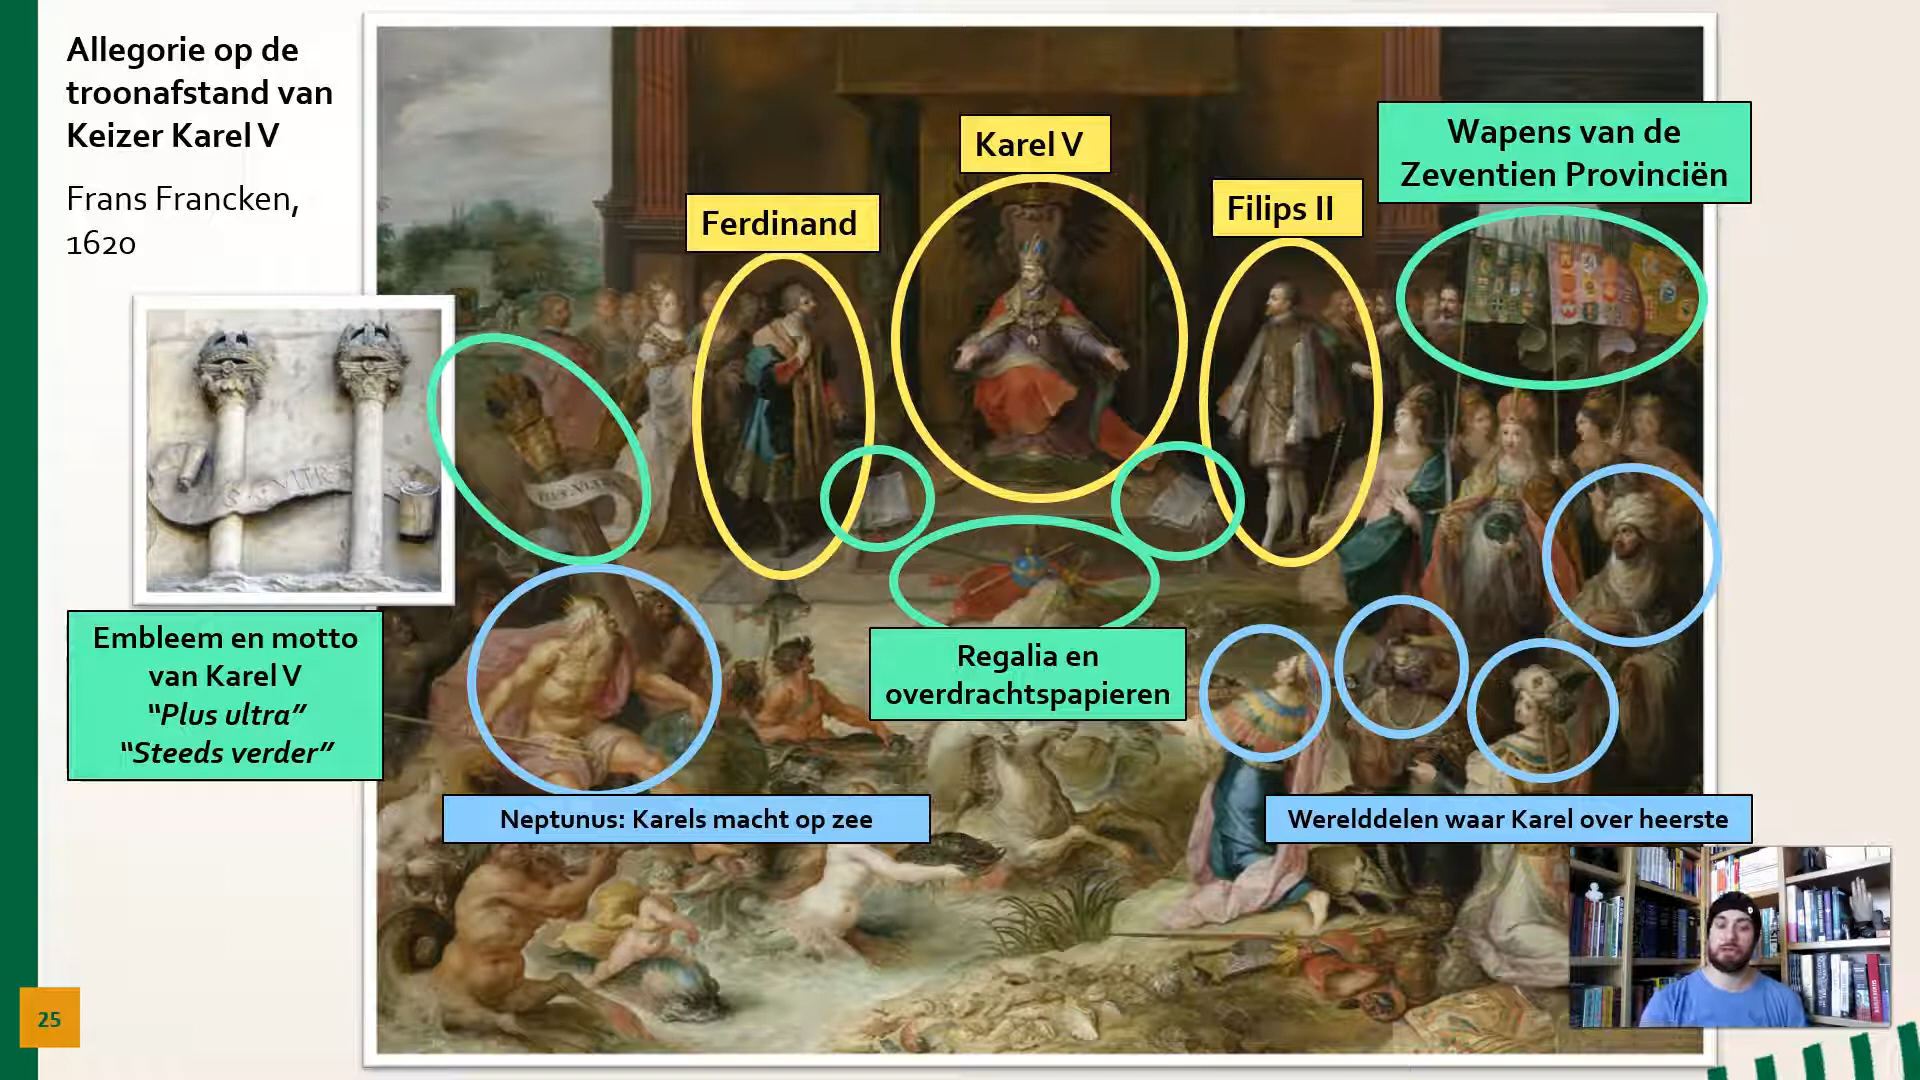 Allegorie op de
troonafstand van
Keizer Karel V
Frans Francken,
1620
Karel V
Ferdinand
Filips II
Wapens van de
Zeventien Provinciën
Embleem en motto
van Karel V
“Plus ultra”
“Steeds verder”
Regalia en
overdrachtspapieren
Neptunus: Karels macht op zee
Werelddelen waar Karel over heerste
25